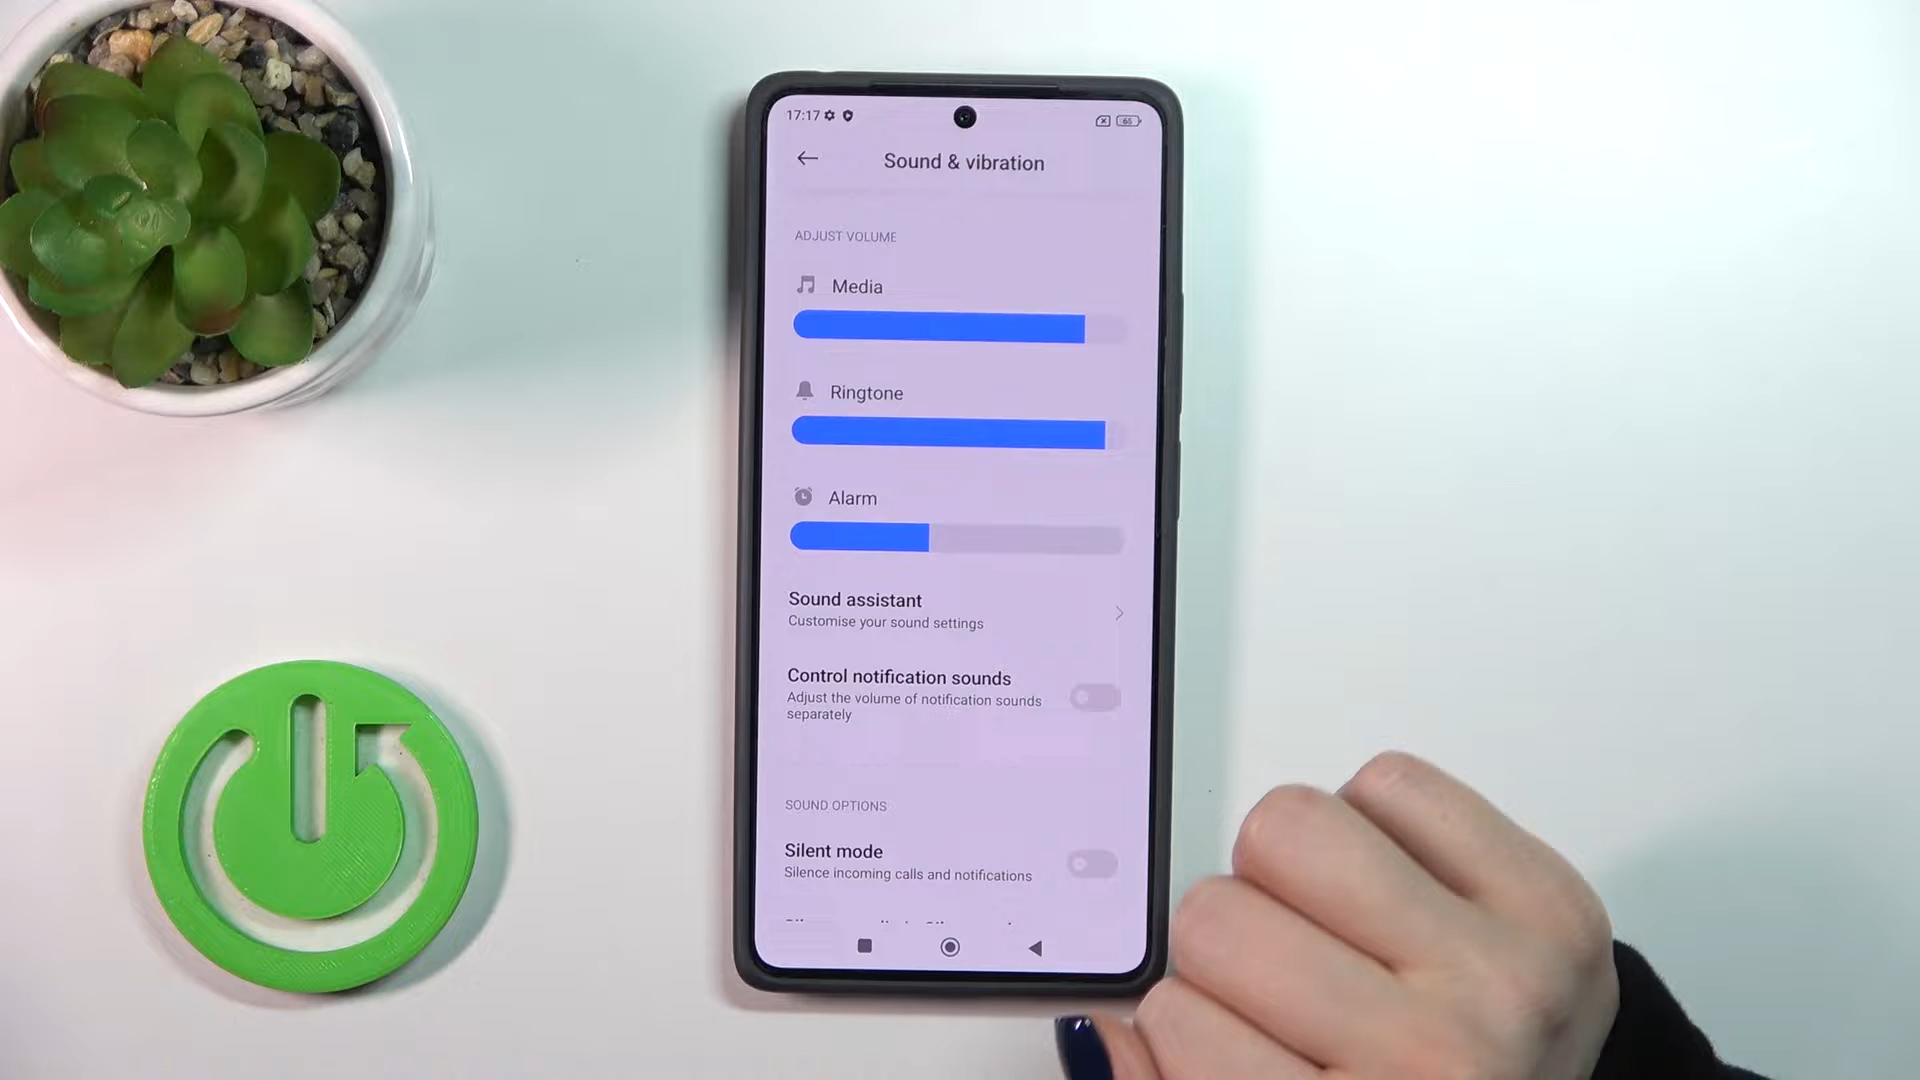 17:17
65
Sound & vibration
ADJUST VOLUME
Media
Ringtone
Alarm
Sound assistant
Customise your sound settings
Control notification sounds
Adjust the volume of notification sounds
separately
SOUND OPTIONS
Silent mode
Silence incoming calls and notifications